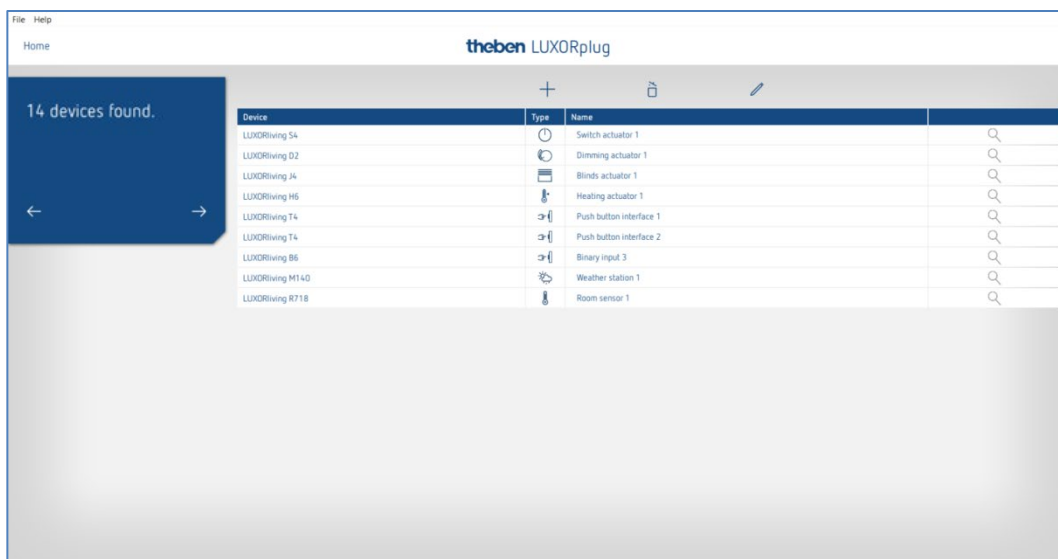 File Help
Home
theben LUXORplug
14 devices found.
Device Type Name
LUXORliving S4 Switch actuator 1
LUXORliving D2 Dimming actuator 1
LUXORliving J4 Blinds actuator 1
LUXORliving H6 Heating actuator 1
LUXORliving T4 Push button interface 1
LUXORliving T4 Push button interface 2
LUXORliving B6 Binary input 3
LUXORliving M140 Weather station 1
LUXORliving R718 Room sensor 1